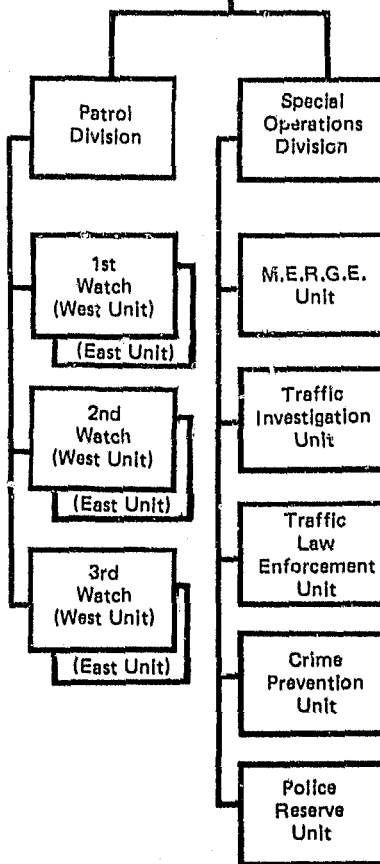 Patrol
Division
1st
Watch
(West Unit)
(East Unit)
2nd
Watch
(West Unit)
(East Unit)
3rd
Watch
(West Unit)
(East Unit)
Special
Operations
Division
M.E.R.G.E.
Unit
Traffic
Investigation
Unit
Traffic
Law
Enforcement
Unit
Crime
Prevention
Unit
Police
Reserve
Unit